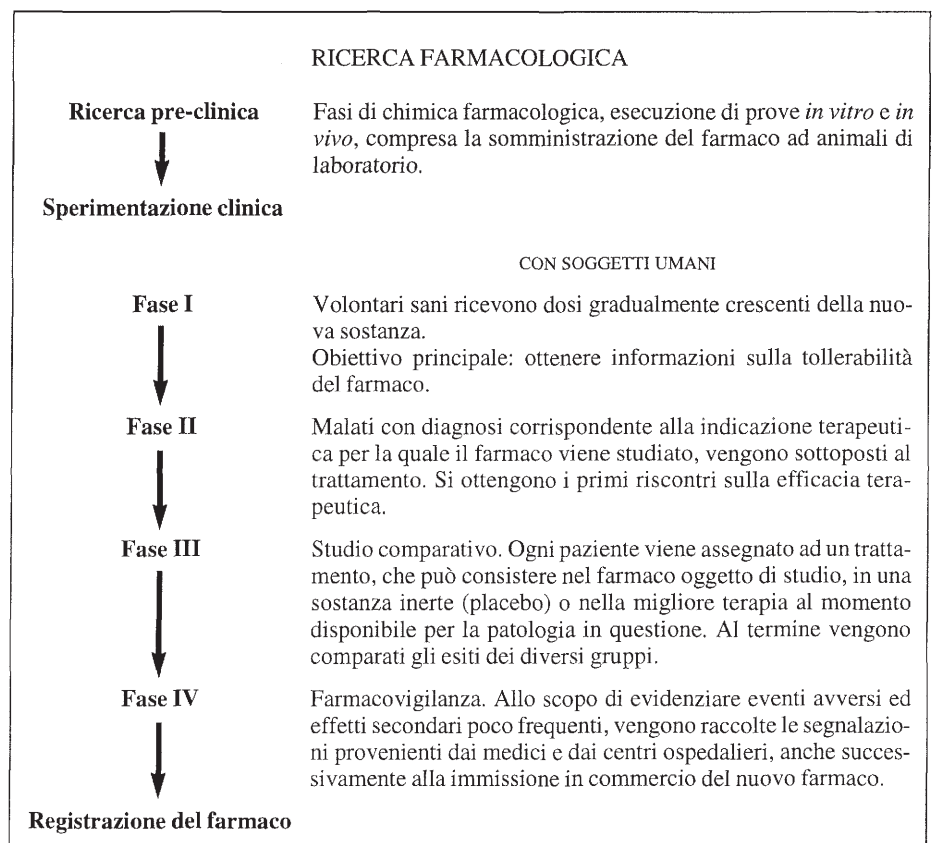 RICERCA FARMACOLOGICA
Ricerca pre-clinica
Fasi di chimica farmacologica, esecuzione di prove in vitro e in
vivo, compresa la somministrazione del farmaco ad animali di
laboratorio.
Sperimentazione clinica
CON SOGGETTI UMANI
Fase I
Volontari sani ricevono dosi gradualmente crescenti della nuo-
va sostanza.
Obiettivo principale: ottenere informazioni sulla tollerabilità
del farmaco.
Fase II
Malati con diagnosi corrispondente alla indicazione terapeuti-
ca per la quale il farmaco viene studiato, vengono sottoposti al
trattamento. Si ottengono i primi riscontri sulla efficacia tera-
peutica.
Fase III
Studio comparativo. Ogni paziente viene assegnato ad un tratta-
mento, che può consistere nel farmaco oggetto di studio, in una
sostanza inerte (placebo) o nella migliore terapia al momento
disponibile per la patologia in questione. Al termine vengono
comparati gli esiti dei diversi gruppi.
Fase IV
Farmacovigilanza. Allo scopo di evidenziare eventi avversi ed
effetti secondari poco frequenti, vengono raccolte le segnalazio-
ni provenienti dai medici e dai centri ospedalieri, anche succes-
sivamente alla immissione in commercio del nuovo farmaco.
Registrazione del farmaco